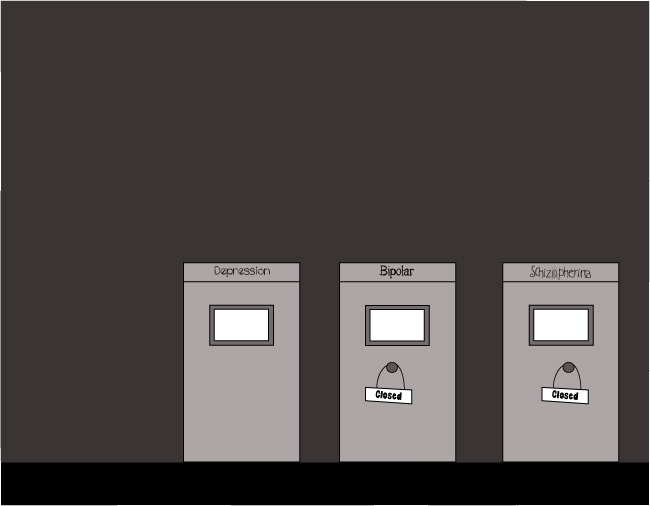 Depression
Bipolar
Schizopherina
Closed
Closed